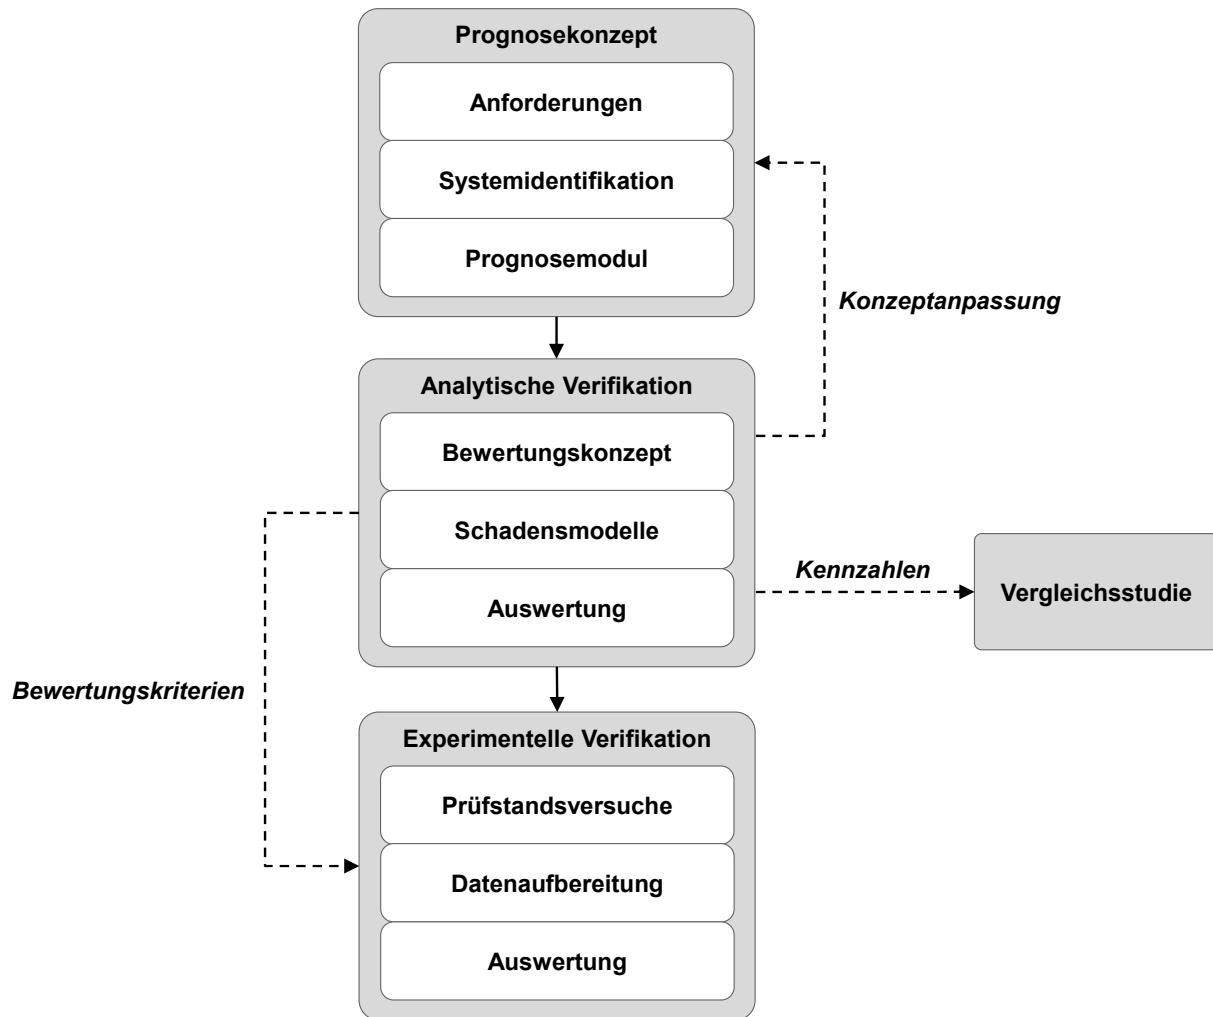 Prognosekonzept
Anforderungen
Systemidentifikation
Prognosemodul
Konzeptanpassung
Analytische Verifikation
Bewertungskonzept
Schadensmodelle
Auswertung
Kennzahlen
Vergleichsstudie
Bewertungskriterien
Experimentelle Verifikation
Prüfstandsversuche
Datenaufbereitung
Auswertung